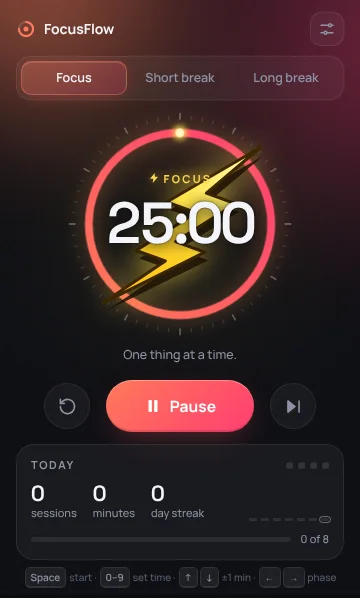 FocusFlow
Focus Short break Long break
FOCUS
25:00
One thing at a time.
Pause
TODAY
0 0 0
sessions minutes day streak
0 of 8
Space start · 0–9 set time · ↑ ↓ ±1 min · ← → phase